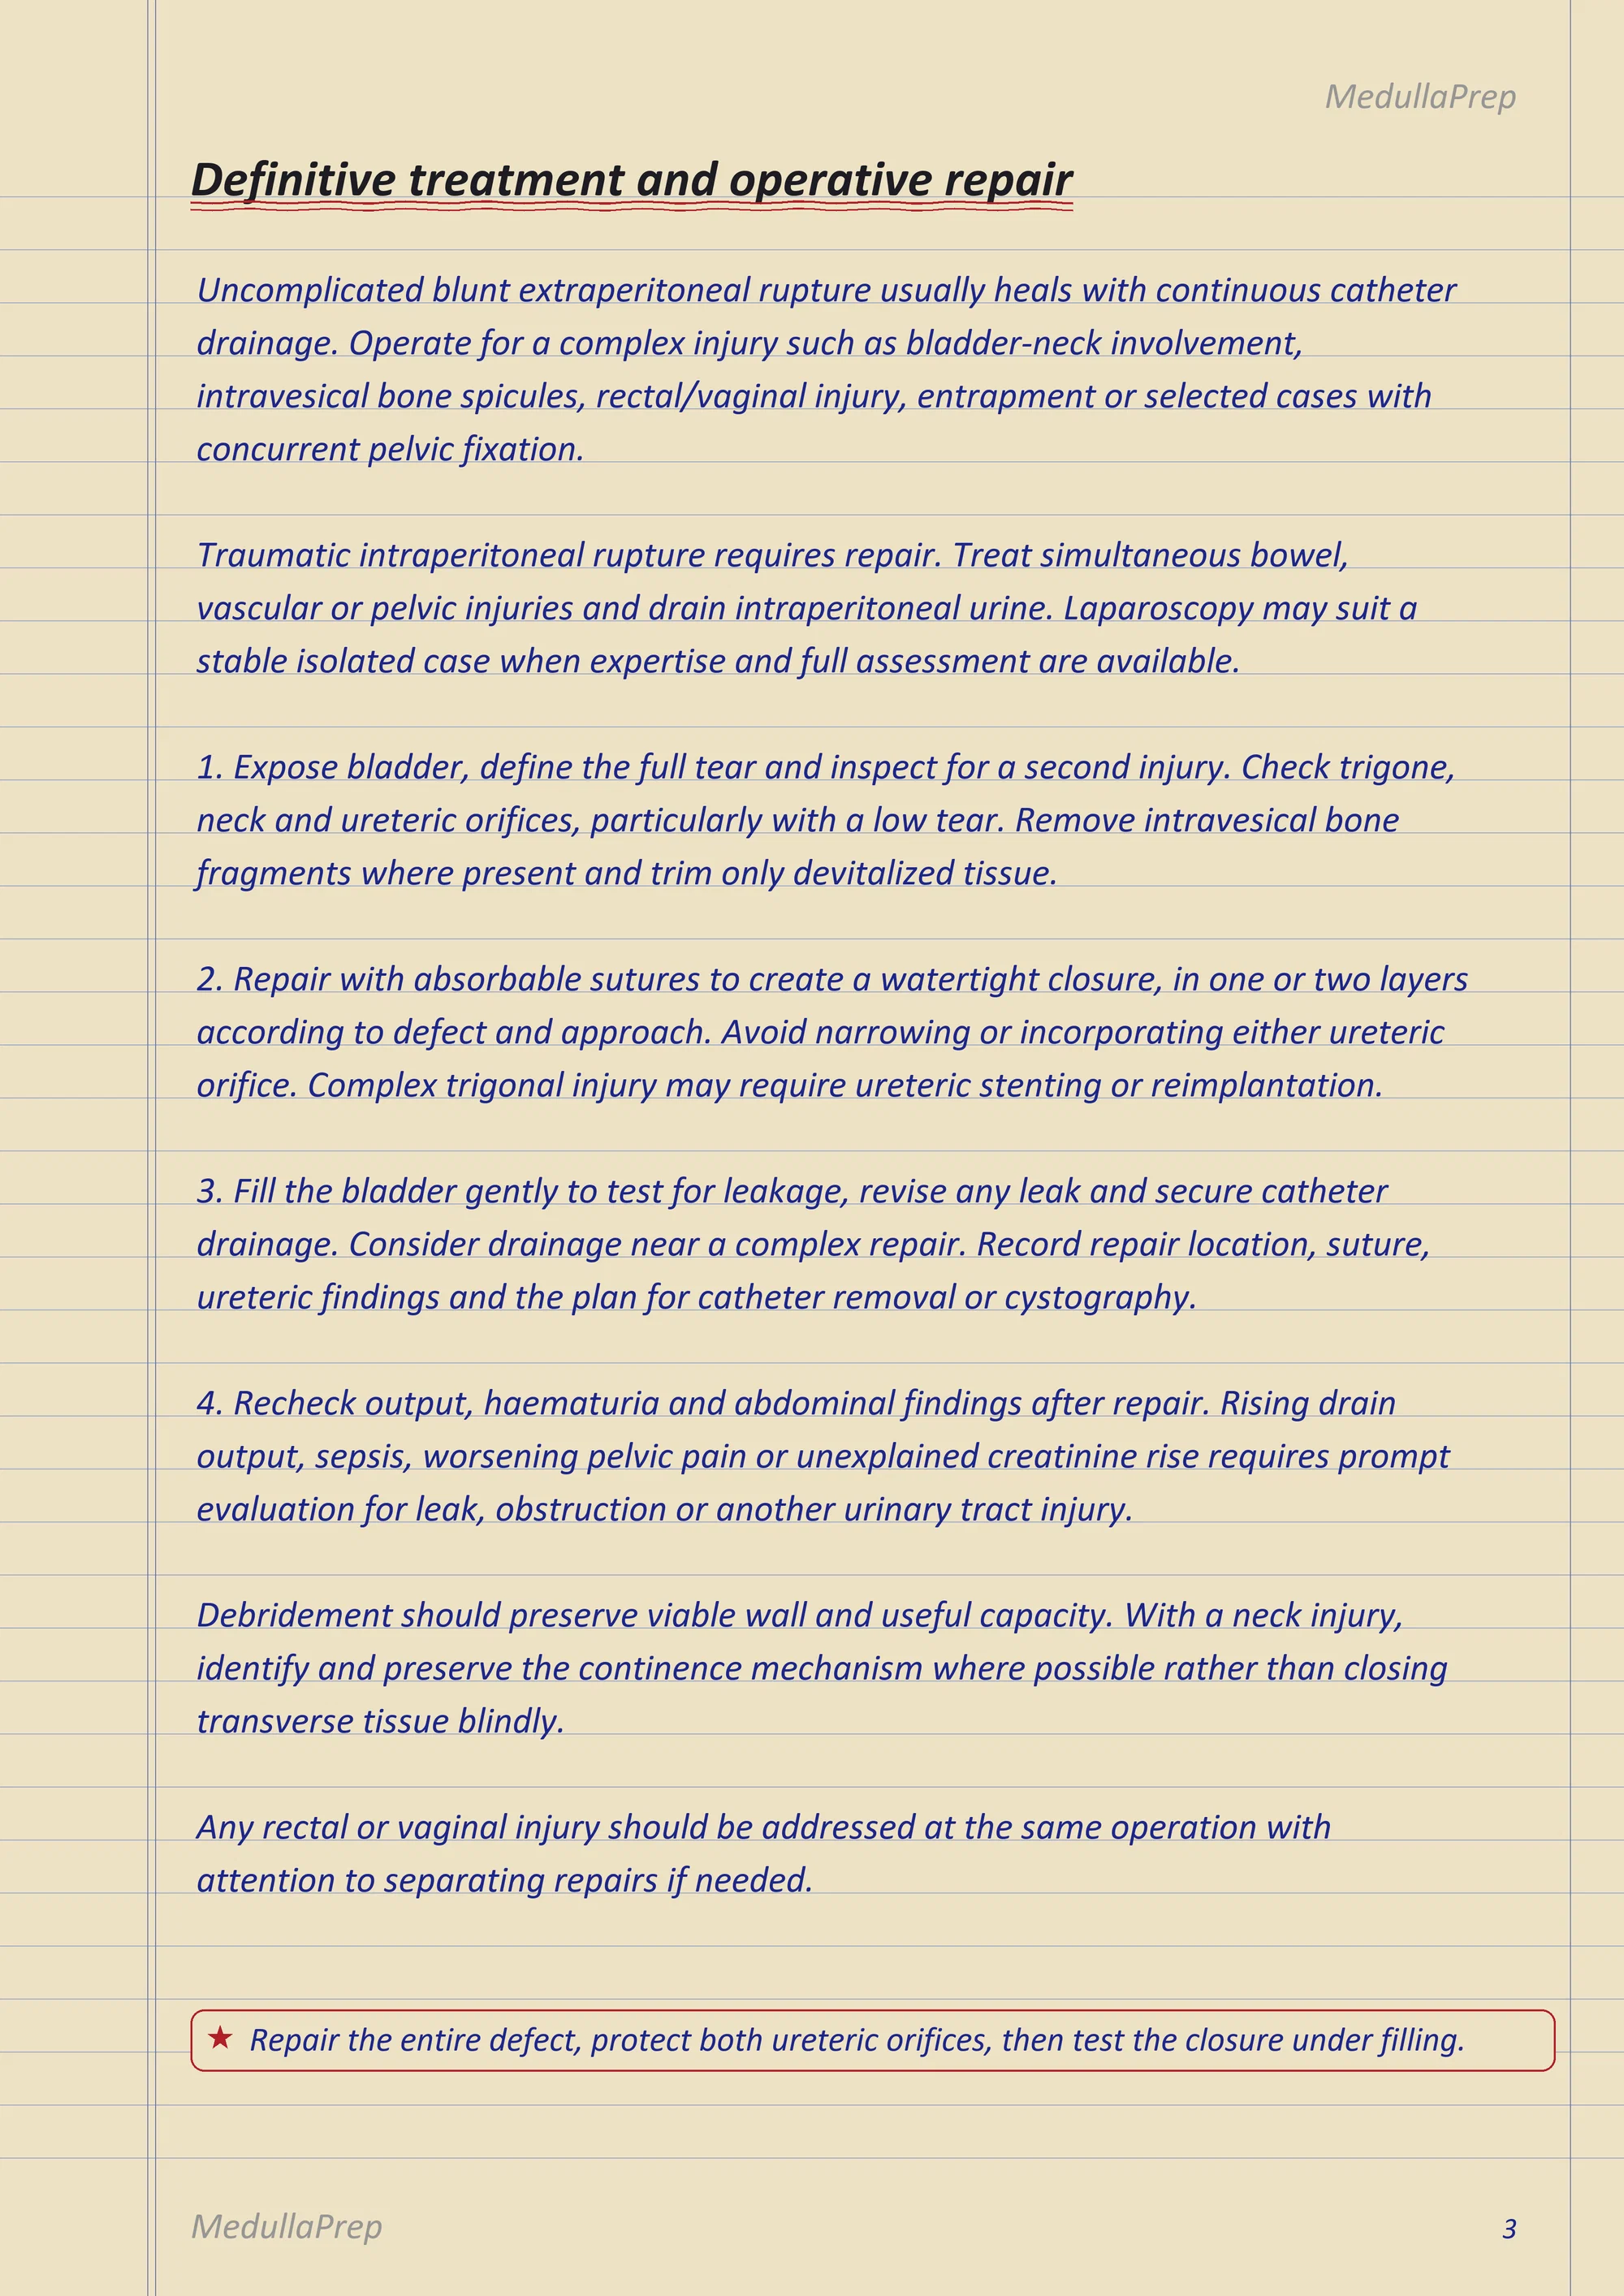 MedullaPrep
Definitive treatment and operative repair
Uncomplicated blunt extraperitoneal rupture usually heals with continuous catheter
drainage. Operate for a complex injury such as bladder-neck involvement,
intravesical bone spicules, rectal/vaginal injury, entrapment or selected cases with
concurrent pelvic fixation.
Traumatic intraperitoneal rupture requires repair. Treat simultaneous bowel,
vascular or pelvic injuries and drain intraperitoneal urine. Laparoscopy may suit a
stable isolated case when expertise and full assessment are available.
1. Expose bladder, define the full tear and inspect for a second injury. Check trigone,
neck and ureteric orifices, particularly with a low tear. Remove intravesical bone
fragments where present and trim only devitalized tissue.
2. Repair with absorbable sutures to create a watertight closure, in one or two layers
according to defect and approach. Avoid narrowing or incorporating either ureteric
orifice. Complex trigonal injury may require ureteric stenting or reimplantation.
3. Fill the bladder gently to test for leakage, revise any leak and secure catheter
drainage. Consider drainage near a complex repair. Record repair location, suture,
ureteric findings and the plan for catheter removal or cystography.
4. Recheck output, haematuria and abdominal findings after repair. Rising drain
output, sepsis, worsening pelvic pain or unexplained creatinine rise requires prompt
evaluation for leak, obstruction or another urinary tract injury.
Debridement should preserve viable wall and useful capacity. With a neck injury,
identify and preserve the continence mechanism where possible rather than closing
transverse tissue blindly.
Any rectal or vaginal injury should be addressed at the same operation with
attention to separating repairs if needed.
★ Repair the entire defect, protect both ureteric orifices, then test the closure under filling.
MedullaPrep
3